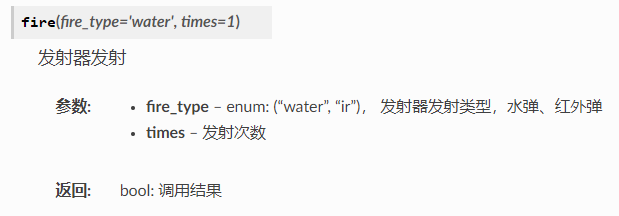 fire(fire_type='water', times=1)
发射器发射
参数:
• fire_type – enum: (“water”, “ir”)， 发射器发射类型，水弹、红外弹
• times – 发射次数
返回: bool: 调用结果